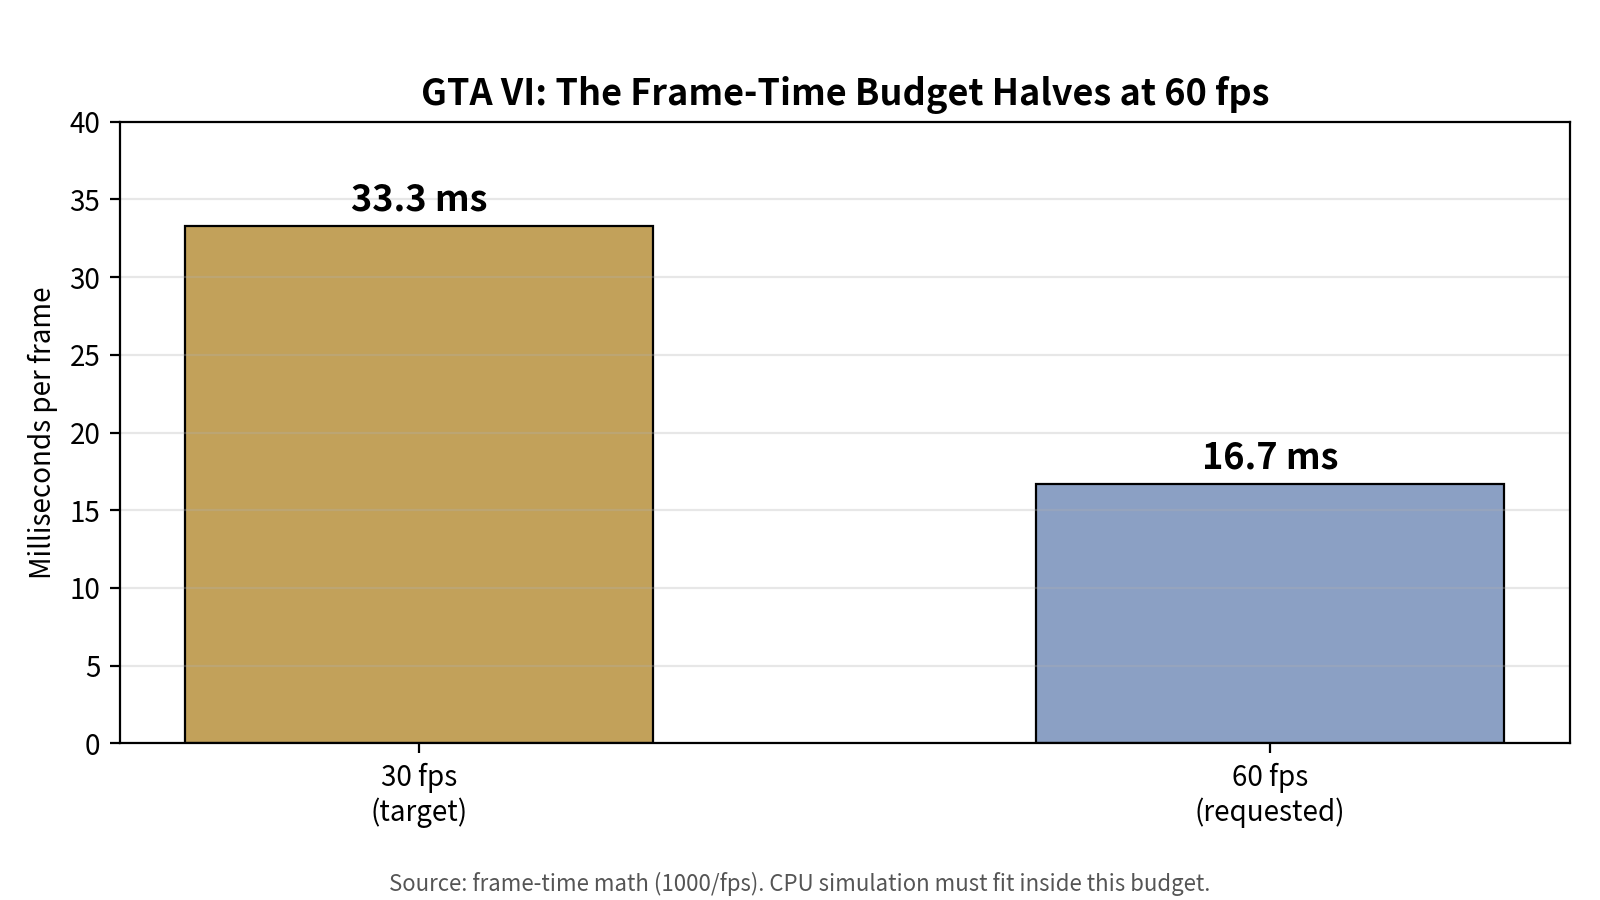 GTA VI: The Frame-Time Budget Halves at 60 fps
Milliseconds per frame
40
35
30
25
20
15
10
5
0
33.3 ms
16.7 ms
30 fps
(target)
60 fps
(requested)
Source: frame-time math (1000/fps). CPU simulation must fit inside this budget.